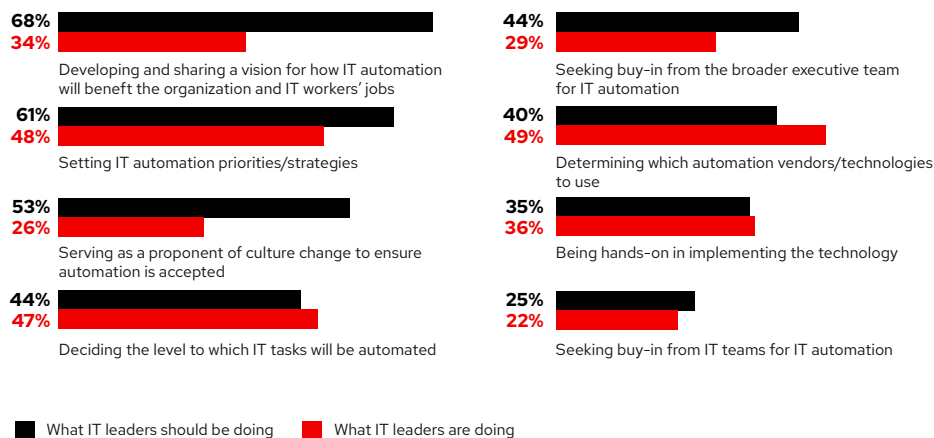 68%
34%
Developing and sharing a vision for how IT automation
will beneft the organization and IT workers' jobs
61%
48%
Setting IT automation priorities/strategies
53%
26%
Serving as a proponent of culture change to ensure
automation is accepted
44%
47%
Deciding the level to which IT tasks will be automated
44%
29%
Seeking buy-in from the broader executive team
for IT automation
40%
49%
Determining which automation vendors/technologies
to use
35%
36%
Being hands-on in implementing the technology
25%
22%
Seeking buy-in from IT teams for IT automation
What IT leaders should be doing
What IT leaders are doing